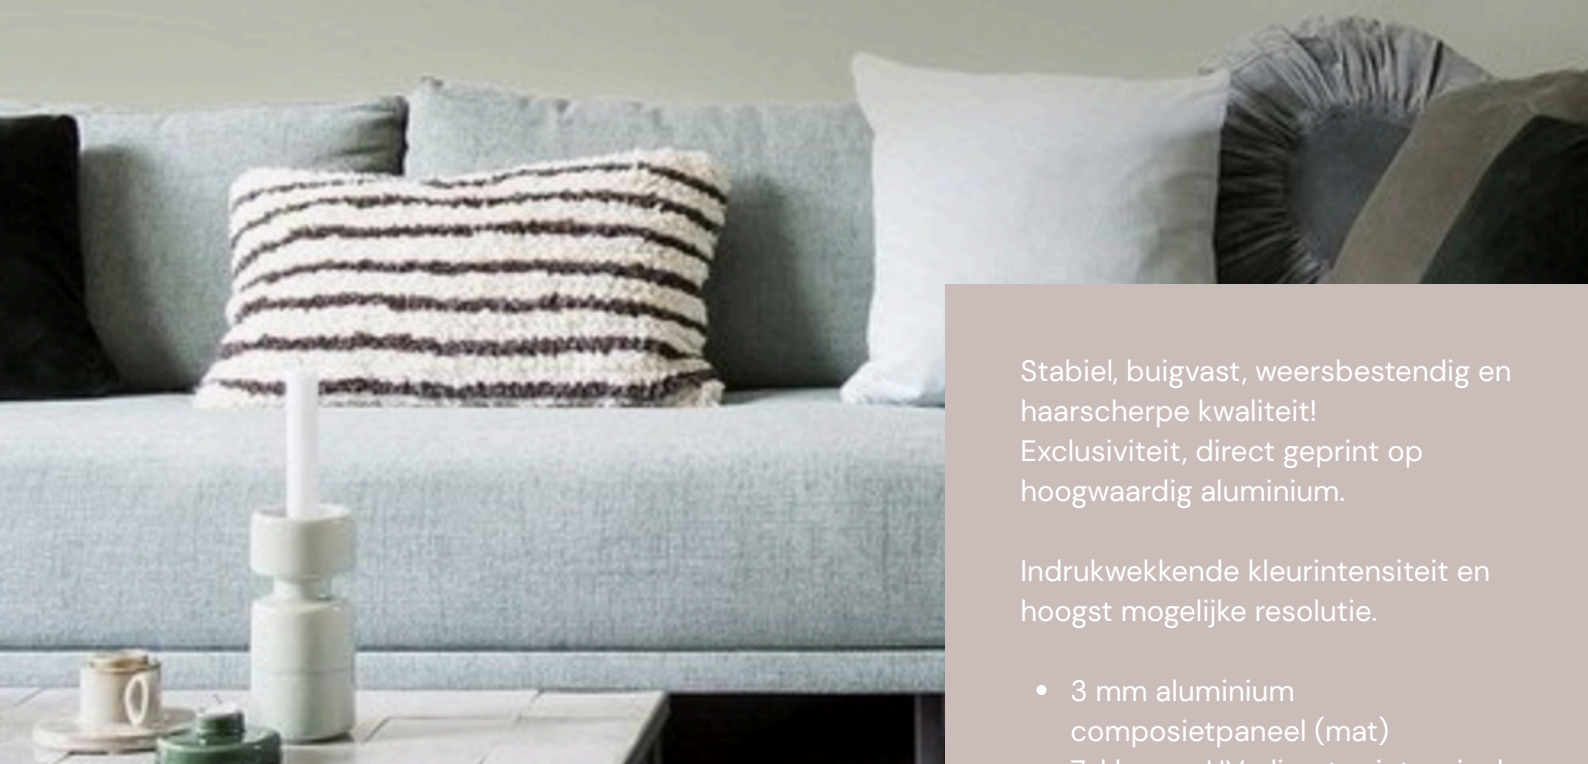 Stabiel, buigvast, weersbestendig en
haarscherpe kwaliteit!
Exclusiviteit, direct geprint op
hoogwaardig aluminium.
Indrukwekkende kleurintensiteit en
hoogst mogelijke resolutie.
• 3 mm aluminium
composietpaneel (mat)